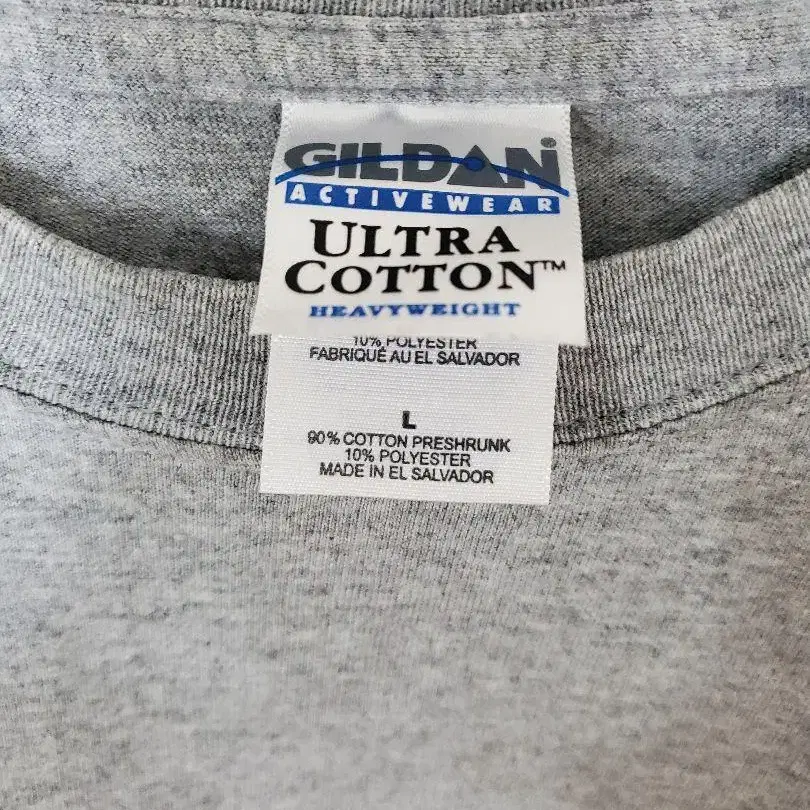 GILDAN
ACTIVEWEAR
ULTRA
COTTON™
HEAVYWEIGHT
10% POLYESTER
FABRIQUÉ AU EL SALVADOR
L
90% COTTON PRESHRUNK
10% POLYESTER
MADE IN EL SALVADOR